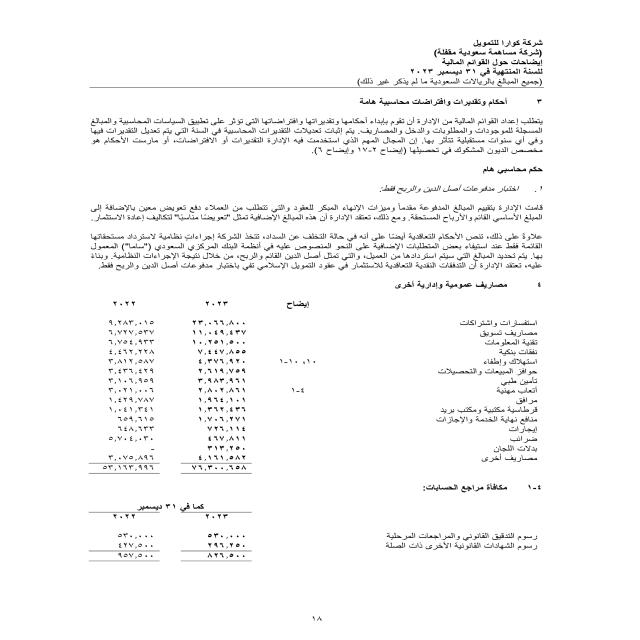 شركة كوارا للتمويل
(شركة مساهمة سعودية مقفلة)
إيضاحات حول القوائم المالية
للسنة المنتهية في ٣١ ديسمبر ٢٠٢٣
(جميع المبالغ بالريالات السعودية ما لم يذكر غير ذلك)
٣ أحكام وتقديرات وافتراضات محاسبية هامة
يتطلب إعداد القوائم المالية من الإدارة أن تقوم بإبداء أحكامها وتقديراتها وافتراضاتها التي تؤثر على تطبيق السياسات المحاسبية والمبالغ
المسجلة للموجودات والمطلوبات والدخل والمصاريف. يتم إثبات تعديلات التقديرات المحاسبية في السنة التي يتم تعديل التقديرات فيها
وفي أي سنوات مستقبلية تتأثر بها. إن المجال المهم الذي استخدمت فيه الإدارة التقديرات أو الافتراضات، أو مارست الأحكام هو
مخصص الديون المشكوك في تحصيلها (إيضاح ٢-١٧ وإيضاح ٦).
حكم محاسبي هام
١. اختبار مدفوعات أصل الدين والربح فقط:
قامت الإدارة بتقييم المبالغ المدفوعة مقدماً وميزات الإنهاء المبكر للعقود والتي تتطلب من العملاء دفع تعويض معين بالإضافة إلى
المبلغ الأساسي القائم والأرباح المستحقة. ومع ذلك، تعتقد الإدارة أن هذه المبالغ الإضافية تمثل "تعويضًا مناسبًا" لتكاليف إعادة الاستثمار.
علاوة على ذلك، تنص الأحكام التعاقدية أيضًا على أنه في حالة التخلف عن السداد، تتخذ الشركة إجراءات نظامية لاسترداد مستحقاتها
القائمة فقط عند استيفاء بعض المتطلبات الإضافية على النحو المنصوص عليه في أنظمة البنك المركزي السعودي ("ساما") المعمول
بها. يتم تحديد المبالغ التي سيتم استردادها من العميل، والتي تمثل أصل الدين القائم والربح، من خلال نتيجة الإجراءات النظامية. وبناءً
عليه، تعتقد الإدارة أن التدفقات النقدية التعاقدية للاستثمار في عقود التمويل الإسلامي تفي باختبار مدفوعات أصل الدين والربح فقط.
٤ مصاريف عمومية وإدارية أخرى
إيضاح ٢٠٢٣ ٢٠٢٢
استفسارات واشتراكات ٢٣,٠٦٦,٨٠٠ ٩,٢٨٣,٠١٥
مصاريف تسويق ١١,٠٤٩,٤٣٧ ٦,٧٢٧,٥٣٧
تقنية المعلومات ١٠,٢٥١,٥٠٠ ٦,٧٥٤,٩٣٣
نفقات بنكية ٧,٤٤٧,٨٥٥ ٤,٤٦٢,٢٢٨
استهلاك وإطفاء ١٠، ١٠-١ ٤,٣٧٦,٩٢٠ ٣,٨١٢,٥٨٧
حوافز المبيعات والتحصيلات ٢,٦١٩,٧٥٩ ٣,٤٣٦,٤٢٩
تأمين طبي ٣,٩٨٣,٩٦١ ٣,١٠٦,٩٥٩
أتعاب مهنية ٤-١ ٢,٨٠٢,٨٦١ ٣,٠٢١,٠٠٦
مرافق ١,٩٦٤,١٠١ ١,٤٢٩,٧٨٧
قرطاسية مكتبية ومكتب بريد ١,٣٦٢,٤٣٦ ١,٠٤١,٣٤١
منافع نهاية الخدمة والإجازات ١,٧٠٦,٢٧١ ٦٥٩,٦١٥
إيجارات ٧٢٦,١١٤ ٦٤٨,٦٣٣
ضرائب ٤٦٧,٨١١ ٥,٧٠٤,٠٣٠
بدلات اللجان ٣١٣,٢٥٠ -
مصاريف أخرى ٤,١٦١,٥٨٢ ٣,٠٧٥,٨٩٦
٧٦,٣٠٠,٦٥٨ ٥٣,١٦٣,٩٩٦
٤-١ مكافأة مراجع الحسابات:
كما في ٣١ ديسمبر
٢٠٢٣ ٢٠٢٢
رسوم التدقيق القانوني والمراجعات المرحلية ٥٣٠,٠٠٠ ٥٣٠,٠٠٠
رسوم الشهادات القانونية الأخرى ذات الصلة ٢٩٦,٢٥٠ ٤٢٧,٥٠٠
٨٢٦,٥٠٠ ٩٥٧,٥٠٠
١٨